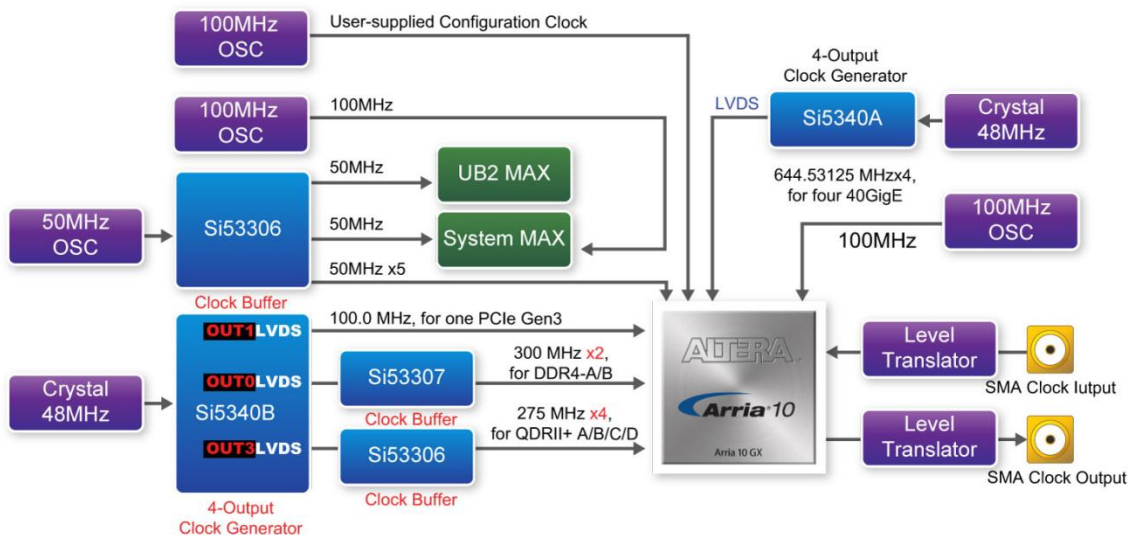 100MHz
OSC
User-supplied Configuration Clock
100MHz
OSC
100MHz
4-Output
Clock Generator
LVDS
Si5340A
Crystal
48MHz
50MHz
UB2 MAX
644.53125 MHzx4,
for four 40GigE
50MHz
OSC
Si53306
50MHz
System MAX
100MHz
100MHz
OSC
50MHz x5
Clock Buffer
OUT1LVDS
100.0 MHz, for one PCIe Gen3
ALTERA
Arria 10
Arria 10 GX
Level
Translator
SMA Clock Iutput
300 MHz x2,
for DDR4-A/B
Crystal
48MHz
OUT0LVDS
Si5340B
Si53307
Clock Buffer
275 MHz x4,
for QDRII+ A/B/C/D
OUT3LVDS
Si53306
Clock Buffer
Level
Translator
SMA Clock Output
4-Output
Clock Generator